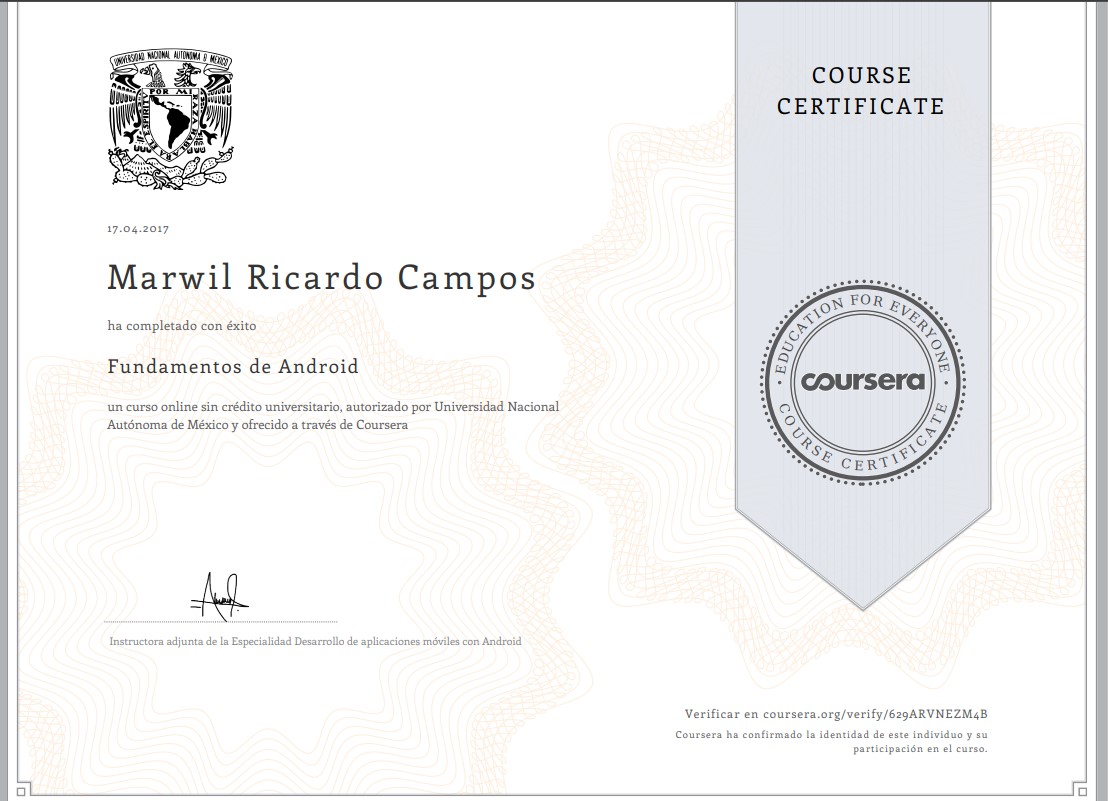 UNIVERSIDAD NACIONAL AUTONOMA D MEXICO
POR MI RAZA HABLARA EL ESPIRITU
COURSE
CERTIFICATE
17.04.2017
Marwil Ricardo Campos
ha completado con éxito
Fundamentos de Android
un curso online sin crédito universitario, autorizado por Universidad Nacional
Autónoma de México y ofrecido a través de Coursera
EDUCATION FOR EVERYONE
coursera
COURSE CERTIFICATE
Instructora adjunta de la Especialidad Desarrollo de aplicaciones móviles con Android
Verificar en coursera.org/verify/629ARVNEZM4B
Coursera ha confirmado la identidad de este individuo y su
participación en el curso.